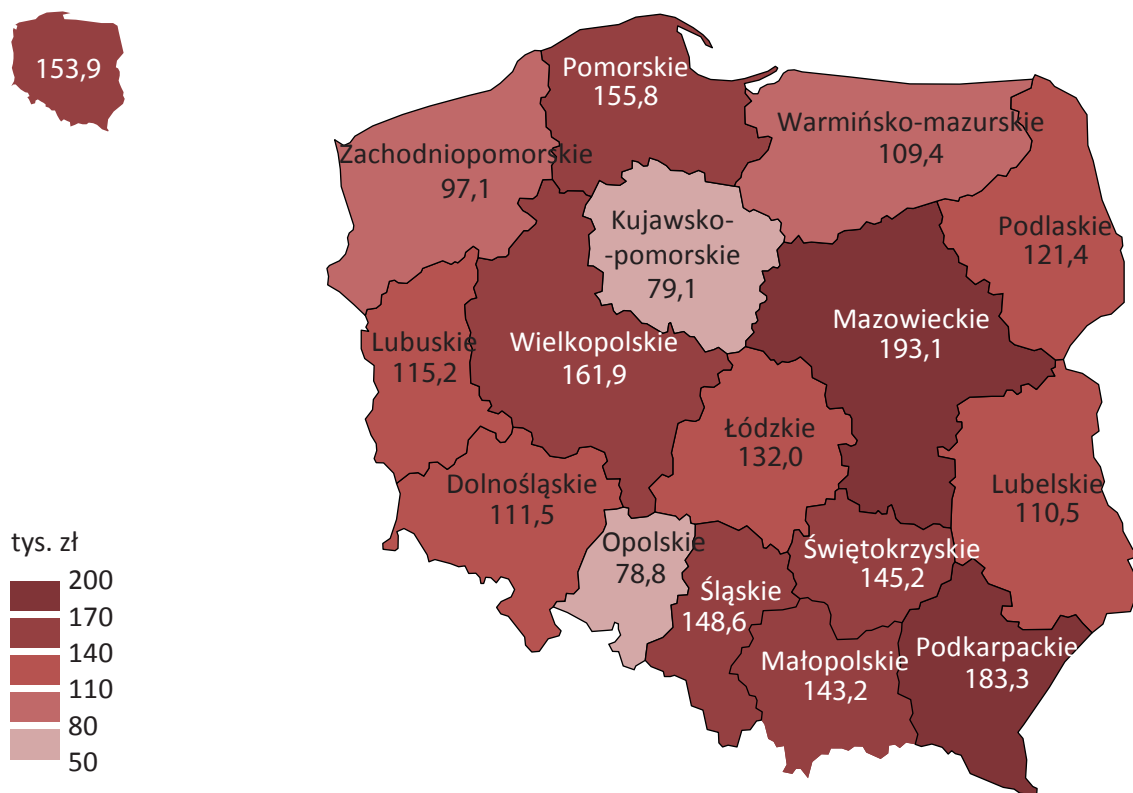 153,9
Pomorskie
155,8
Warmińsko-mazurskie
109,4
Zachodniopomorskie
97,1
Kujawsko-
-pomorskie
79,1
Podlaskie
121,4
Mazowieckie
193,1
Lubuskie
115,2
Wielkopolskie
161,9
Łódzkie
132,0
Dolnośląskie
111,5
Lubelskie
110,5
Opolskie
78,8
Świętokrzyskie
145,2
Śląskie
148,6
Małopolskie
143,2
Podkarpackie
183,3
tys. zł
200
170
140
110
80
50